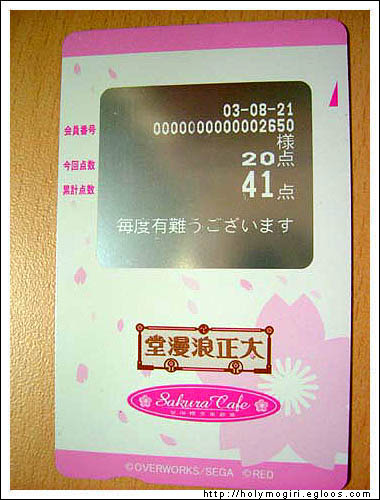 03-08-21
会員番号 0000000000002650
様
今回点数 20点
累計点数 41点
毎度有難うございます
太正浪漫堂
Sakura Cafe
©OVERWORKS/SEGA ©RED
http://holymogiri.egloos.com